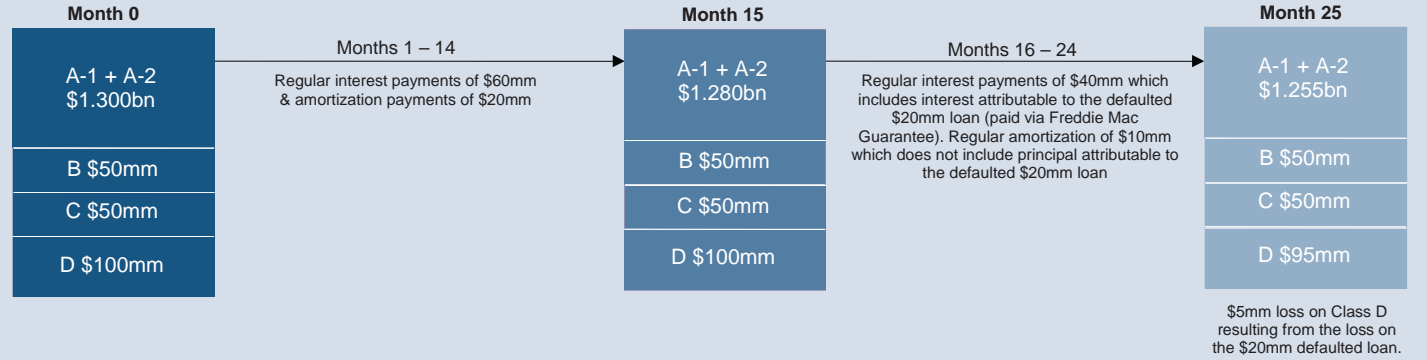 Month 0
A-1 + A-2
$1.300bn
B $50mm
C $50mm
D $100mm
Months 1 – 14
Regular interest payments of $60mm
& amortization payments of $20mm
Month 15
A-1 + A-2
$1.280bn
B $50mm
C $50mm
D $100mm
Months 16 – 24
Regular interest payments of $40mm which
includes interest attributable to the defaulted
$20mm loan (paid via Freddie Mac
Guarantee). Regular amortization of $10mm
which does not include principal attributable to
the defaulted $20mm loan
Month 25
A-1 + A-2
$1.255bn
B $50mm
C $50mm
D $95mm
$5mm loss on Class D
resulting from the loss on
the $20mm defaulted loan.